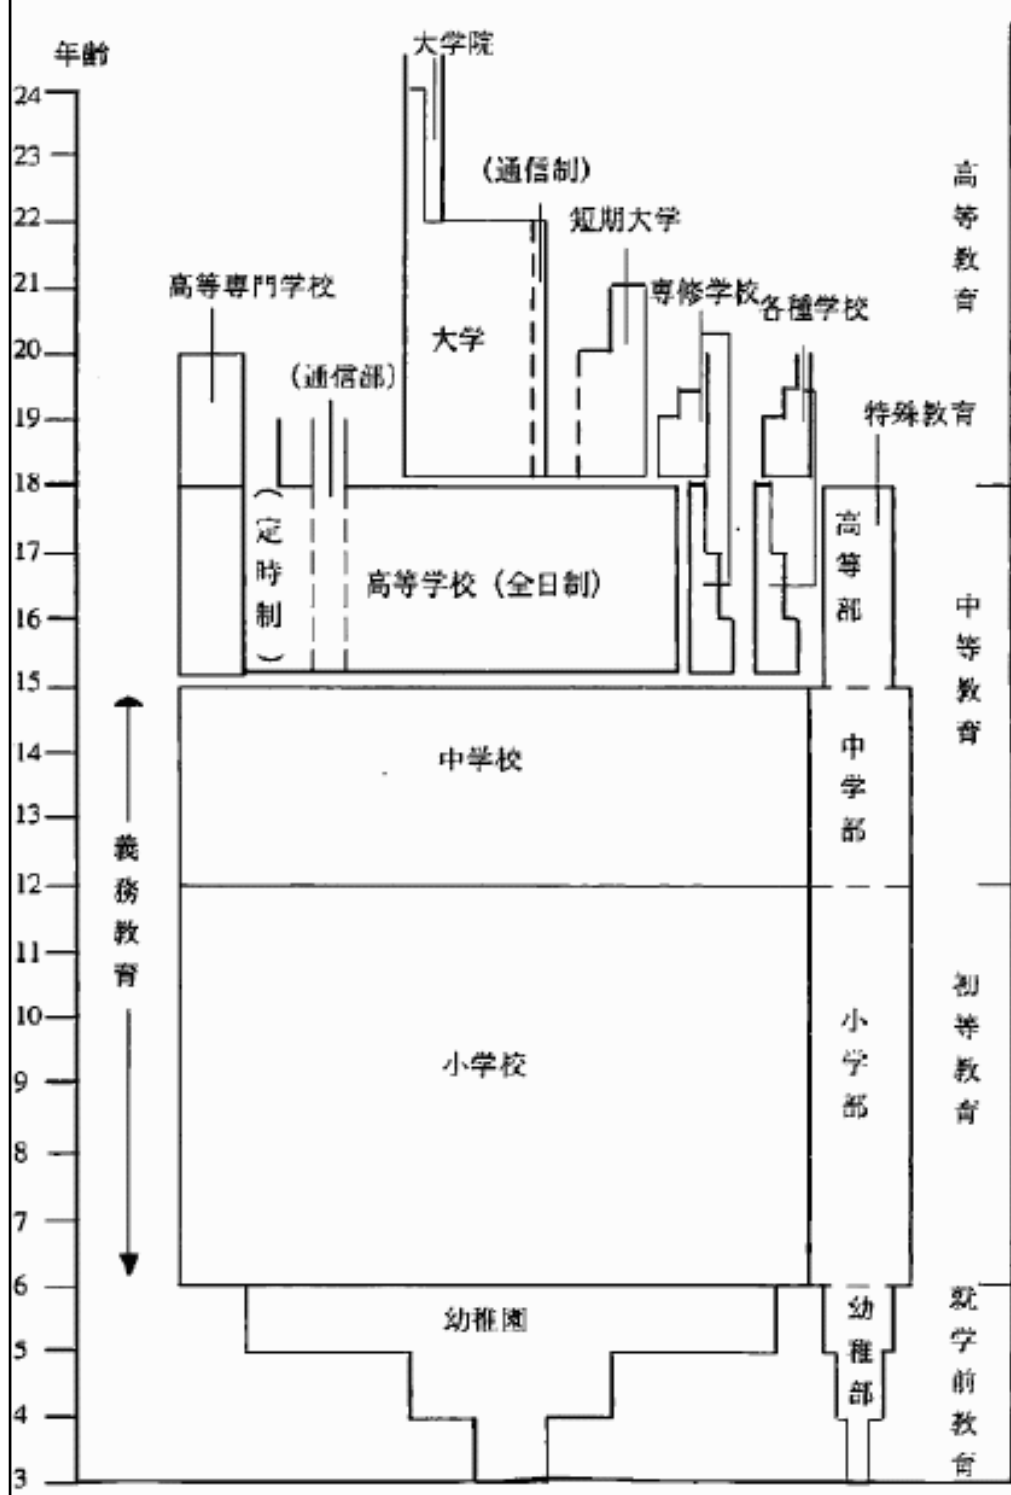 年齢
大学院
24
23
(通信制)
22
短期大学
21
高等専門学校
専修学校
各種学校
大学
20
(通信部)
19
特殊教育
18
高等教育
(定時制)
高等学校(全日制)
高等部
17
16
15
中等教育
14
中学校
中学部
13
12
義務教育
11
10
小学校
小学部
初等教育
9
8
7
6
幼稚園
幼稚部
就学前教育
5
4
3